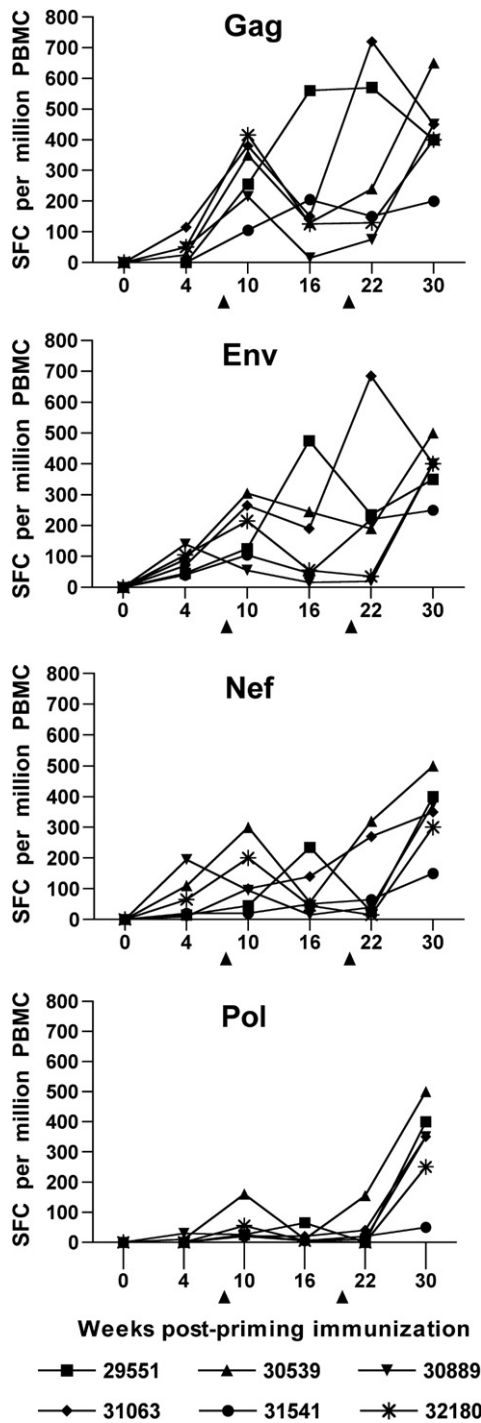 Gag
SFC per million PBMC
800
700
600
500
400
300
200
100
0
0 4 10 16 22 30
Env
SFC per million PBMC
800
700
600
500
400
300
200
100
0
0 4 10 16 22 30
Nef
SFC per million PBMC
800
700
600
500
400
300
200
100
0
0 4 10 16 22 30
Pol
SFC per million PBMC
800
700
600
500
400
300
200
100
0
0 4 10 16 22 30
Weeks post-priming immunization
29551 30539 30889
31063 31541 32180